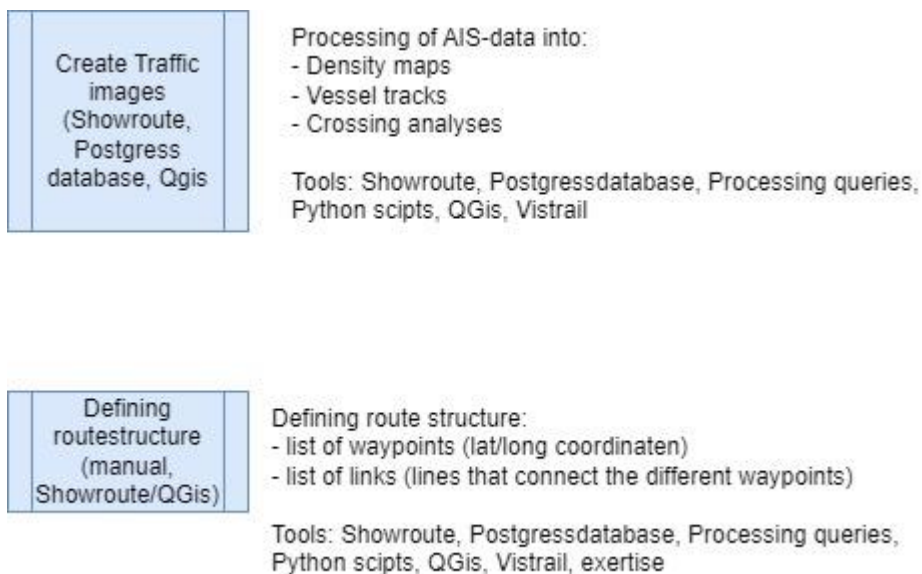 Create Traffic
images
(Showroute,
Postgress
database, Qgis
Processing of AIS-data into:
- Density maps
- Vessel tracks
- Crossing analyses
Tools: Showroute, Postgressdatabase, Processing queries,
Python scipts, QGis, Vistrail
Defining
routestructure
(manual,
Showroute/QGis)
Defining route structure:
- list of waypoints (lat/long coordinaten)
- list of links (lines that connect the different waypoints)
Tools: Showroute, Postgressdatabase, Processing queries,
Python scipts, QGis, Vistrail, exertise